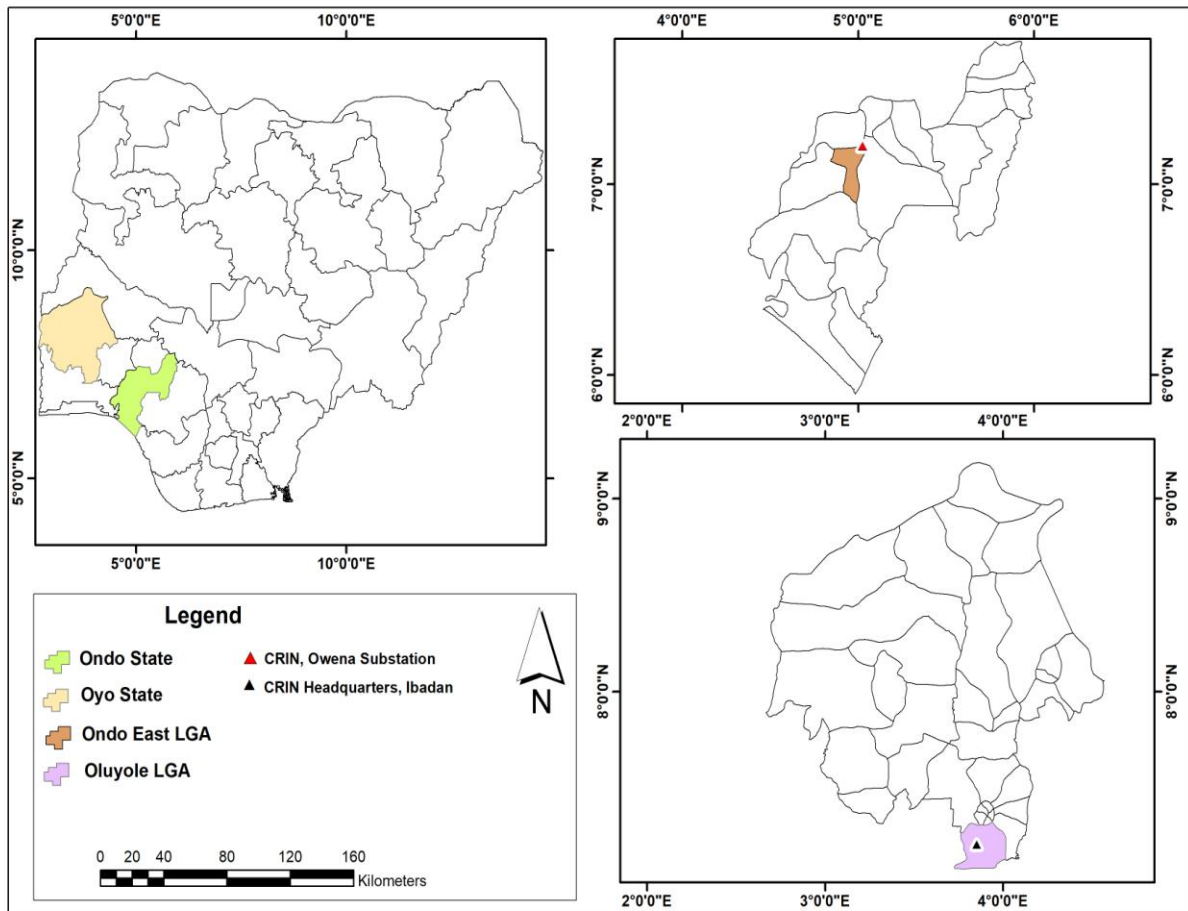 5°0'0"E 10°0'0"E
10°0'0"N
5°0'0"N
5°0'0"E 10°0'0"E
4°0'0"E 5°0'0"E 6°0'0"E
7°0'0"N 7°0'0"N
6°0'0"N 6°0'0"N
2°0'0"E 3°0'0"E 4°0'0"E
9°0'0"N 9°0'0"N
8°0'0"N 8°0'0"N
2°0'0"E 3°0'0"E 4°0'0"E
Legend
Ondo State
Oyo State
Ondo East LGA
Oluyole LGA
CRIN, Owena Substation
CRIN Headquarters, Ibadan
N
0 20 40 80 120 160
Kilometers